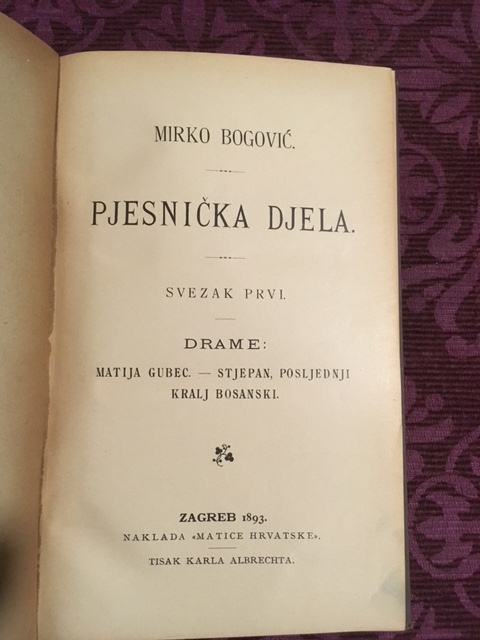 MIRKO BOGOVIĆ.
PJESNIČKA DJELA.
SVEZAK PRVI.
DRAME:
MATIJA GUBEC. — STJEPAN, POSLJEDNJI
KRALJ BOSANSKI.
ZAGREB 1893.
NAKLADA «MATICE HRVATSKE».
TISAK KARLA ALBRECHTA.